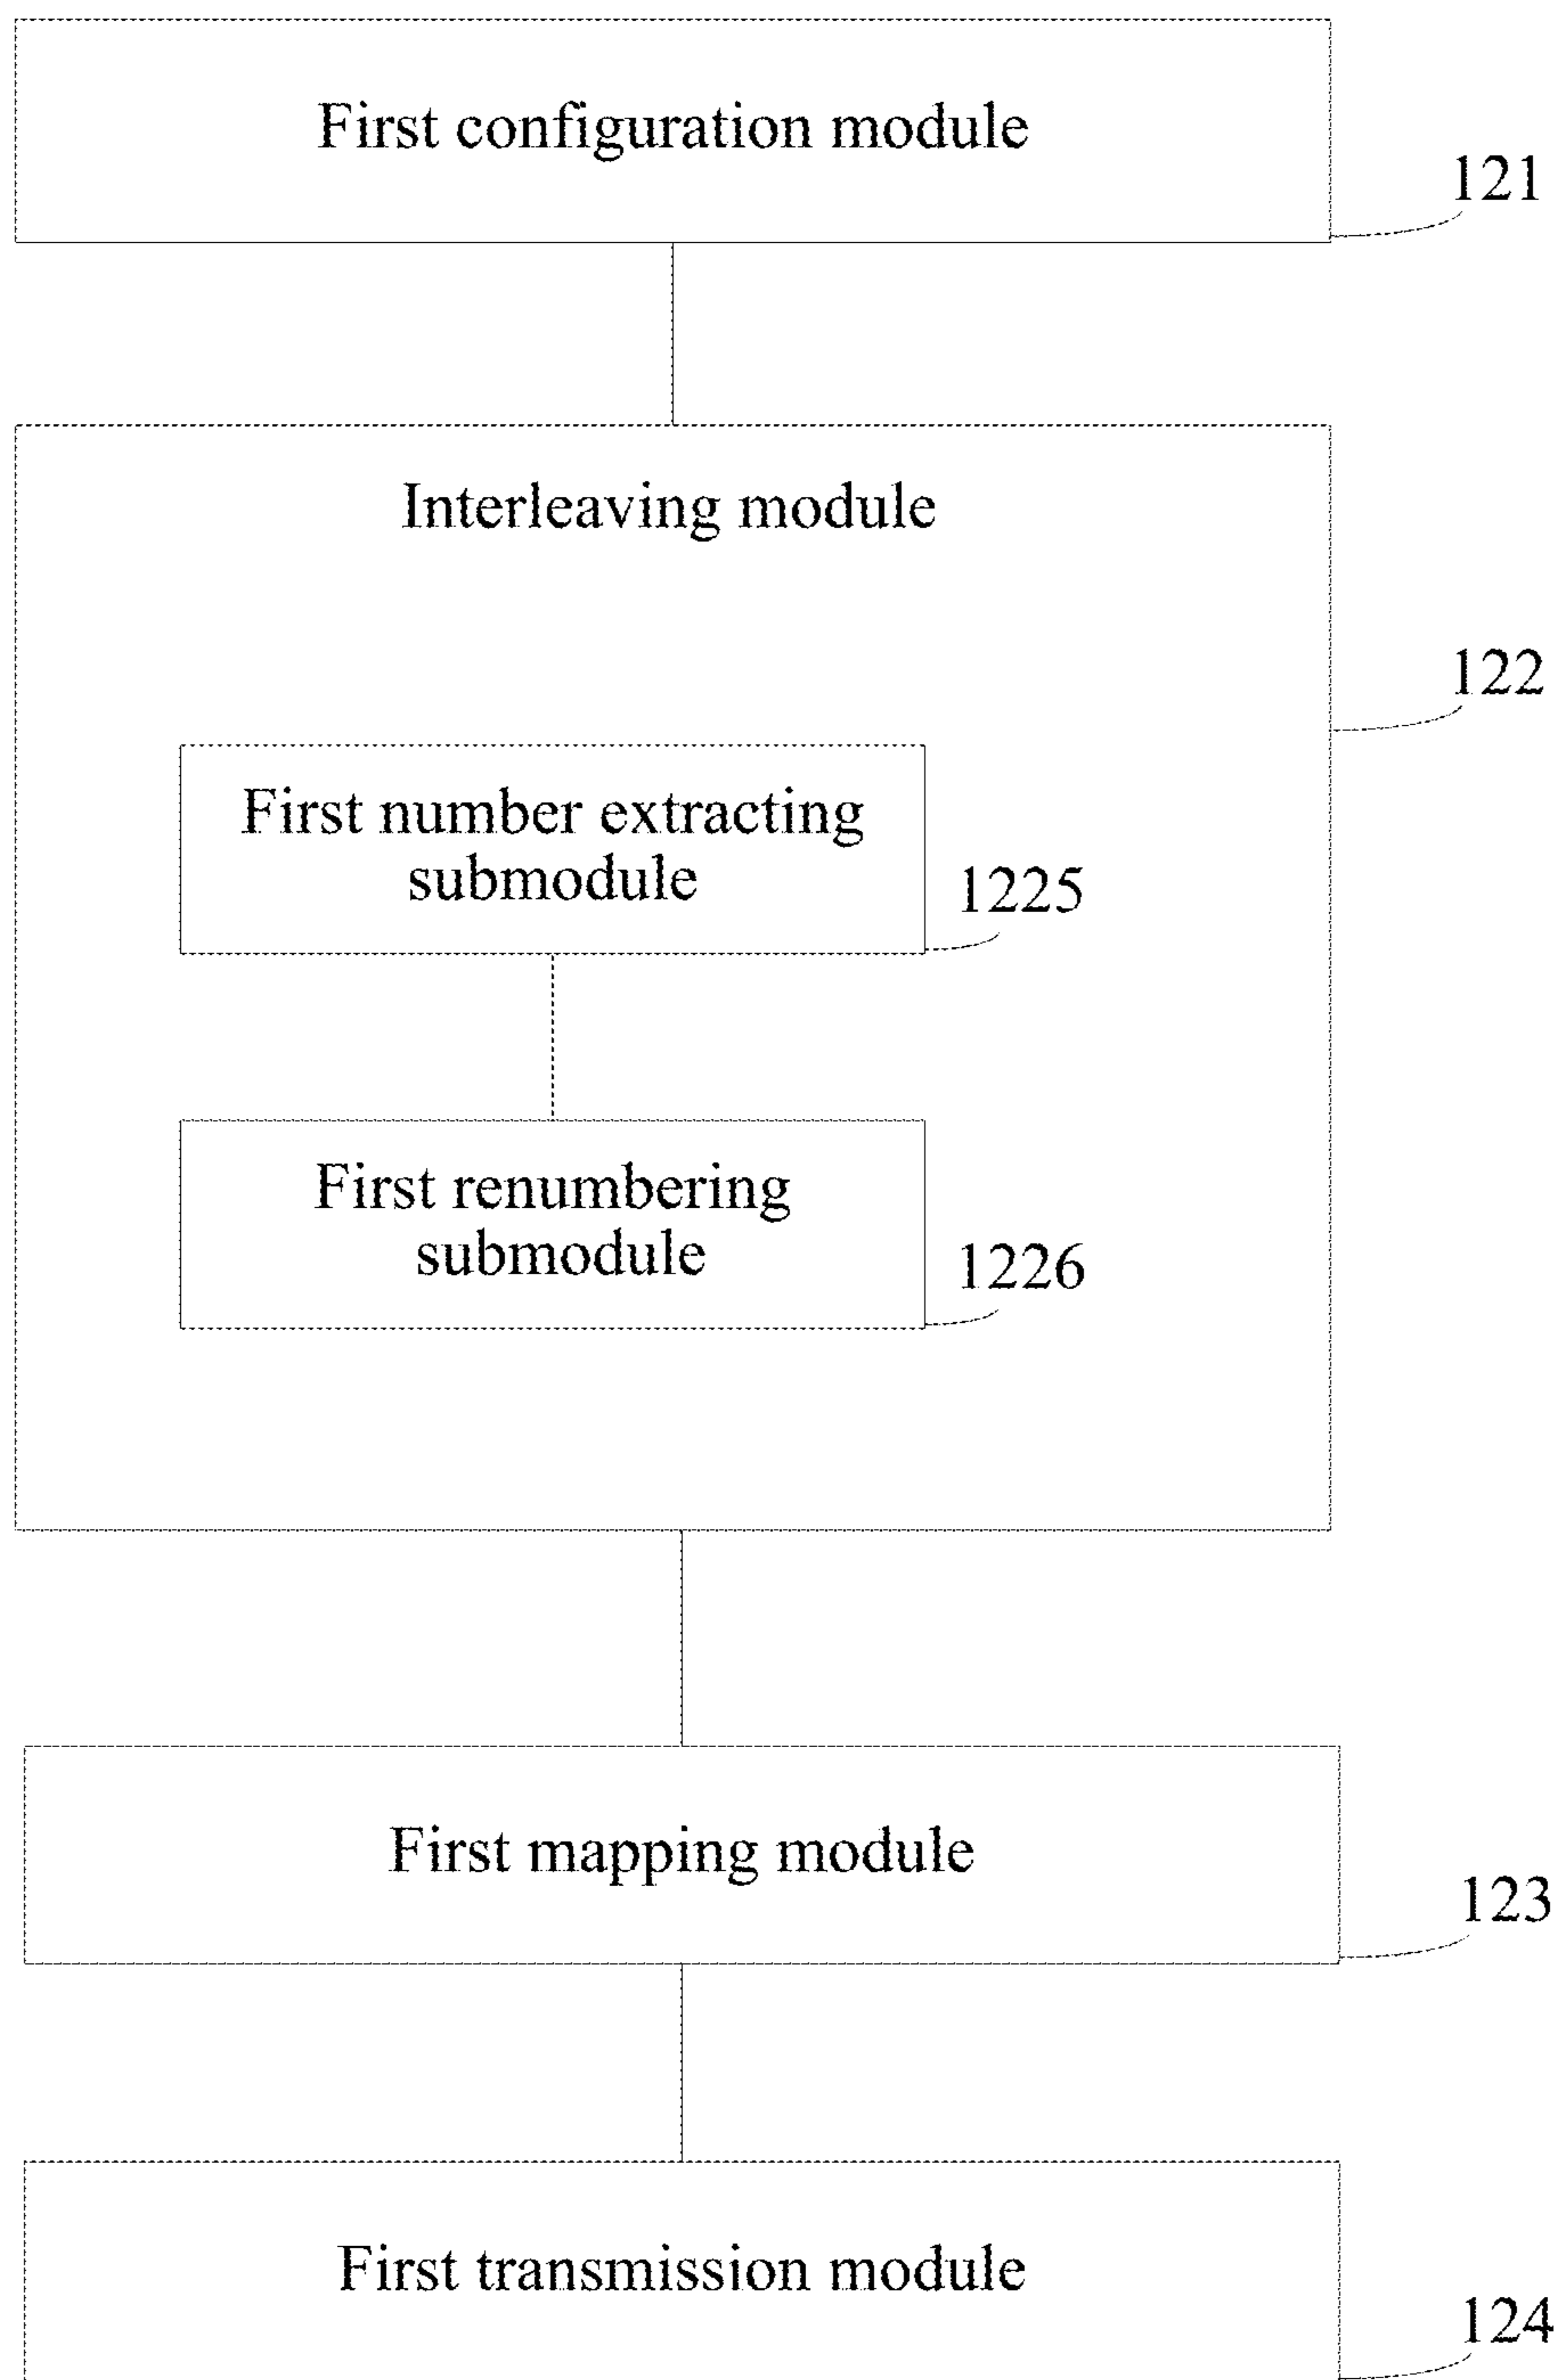 First configuration module
121
Interleaving module
122
First number extracting
submodule
1225
First renumbering
submodule
1226
First mapping module
123
First transmission module
124